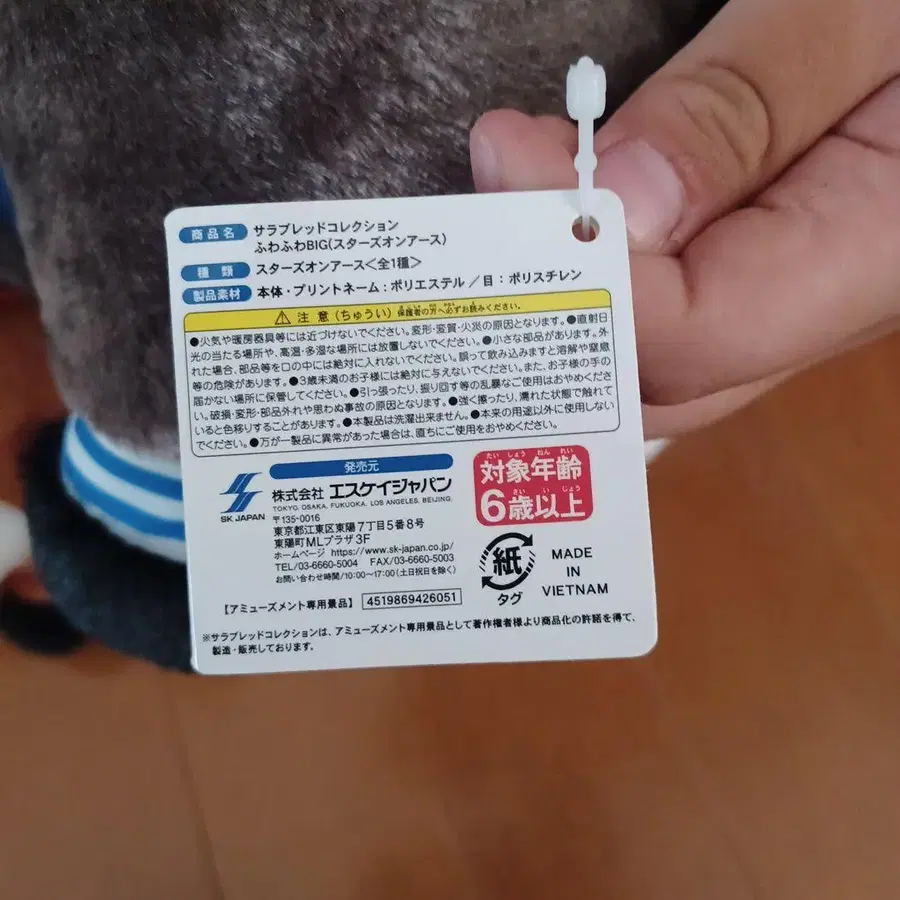 商品名 サラブレッドコレクション
ふわふわBIG(スターズオンアース)
種類 スターズオンアース<全1種>
製品素材 本体・プリントネーム:ポリエステル/目:ポリスチレン
注意(ちゅうい)保護者の方へ必ずお読みください。
●火気や暖房器具等には近づけないでください。変形・変質・火災の原因となります。●直射日
光の当たる場所や、高温・多湿な場所には放置しないでください。●小さな部品があります。外
れた場合、部品等を口の中には絶対に入れないでください。誤って飲み込みますと溶解や窒息
等の危険があります。●3歳未満のお子様には絶対に与えないでください。また、お子様の手の
届かない場所に保管してください。●引っ張ったり、振り回す等の乱暴なご使用はおやめくださ
い。破損・変形・部品外れや思わぬ事故の原因となります。●強く擦ったり、濡れた状態で触れて
いると色移りすることがあります。●本製品は洗濯出来ません。●本来の用途以外に使用しない
でください。●万が一製品に異常があった場合は、直ちにご使用をおやめください。
発売元
SK JAPAN
株式会社 エスケイジャパン
TOKYO. OSAKA. FUKUOKA. LOS ANGELES. BEIJING.
〒135-0016
東京都江東区東陽7丁目5番8号
東陽町MLプラザ3F
ホームページ https://www.sk-japan.co.jp/
TEL/03-5660-5004 FAX/03-6660-5003
お問い合わせ時間/10:00〜17:00(土日祝日を除く)
たいしょうねんれい
対象年齢
さいいじょう
6歳以上
紙
タグ
MADE
IN
VIETNAM
【アミューズメント専用景品】 4519869426051
※サラブレッドコレクションは、アミューズメント専用景品として著作権者様より商品化の許諾を得て、
製造・販売しております。